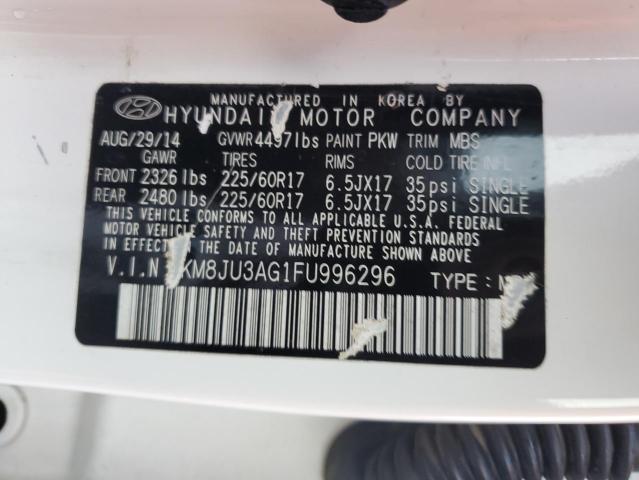 MANUFACTURED IN KOREA BY
HYUNDAI MOTOR COMPANY
AUG/29/14 GVWR 4497lbs PAINT PKW TRIM MBS
GAWR TIRES RIMS COLD TIRE INFL
FRONT 2326 lbs 225/60R17 6.5JX17 35psi SINGLE
REAR 2480 lbs 225/60R17 6.5JX17 35psi SINGLE
THIS VEHICLE CONFORMS TO ALL APPLICABLE U.S.A. FEDERAL
MOTOR VEHICLE SAFETY AND THEFT PREVENTION STANDARDS
IN EFFECT ON THE DATE OF MANUFACTURE SHOWN ABOVE.
V.I.N KM8JU3AG1FU996296 TYPE: